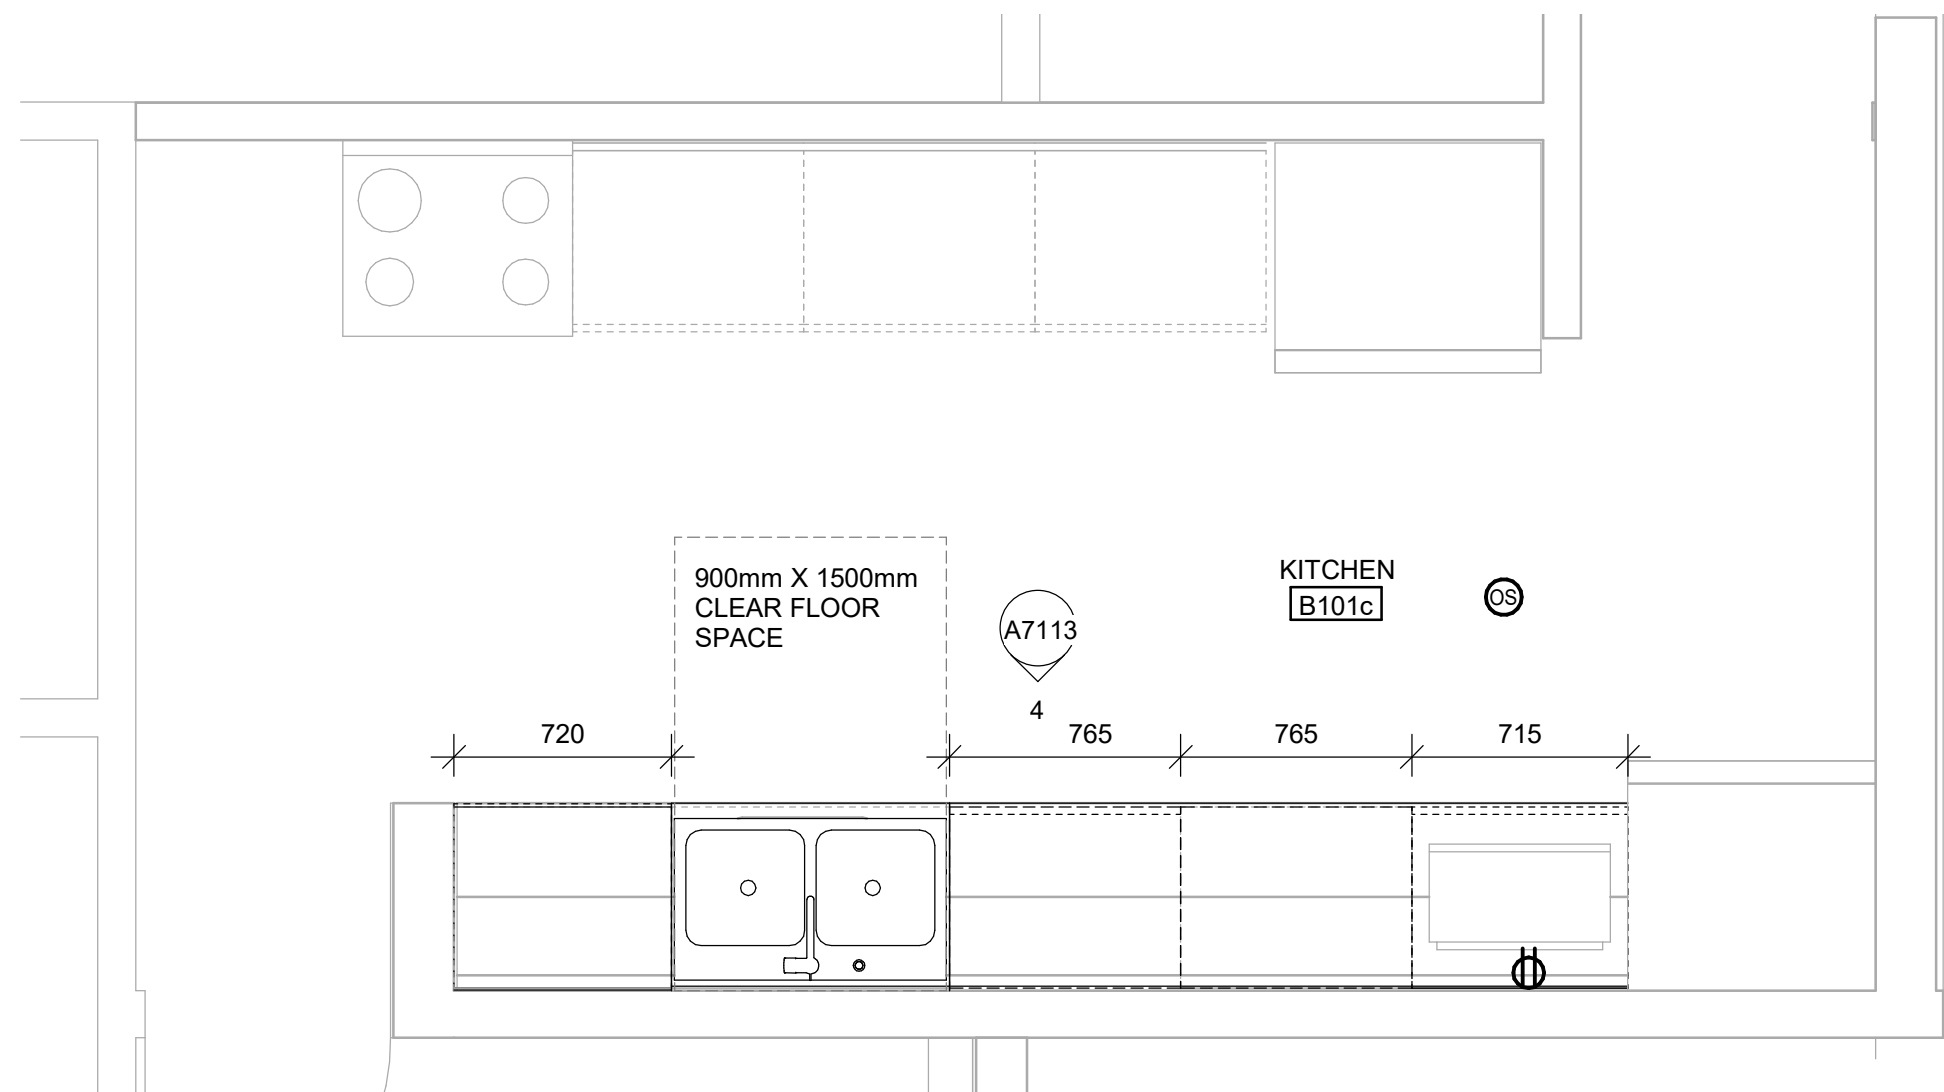 900mm X 1500mm
CLEAR FLOOR
SPACE
A7113
4
KITCHEN
B101c
OS
720
765
765
715